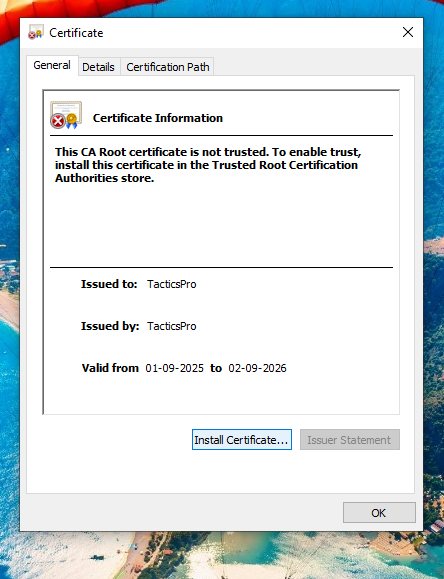 Certificate
General Details Certification Path
Certificate Information
This CA Root certificate is not trusted. To enable trust,
install this certificate in the Trusted Root Certification
Authorities store.
Issued to: TacticsPro
Issued by: TacticsPro
Valid from 01-09-2025 to 02-09-2026
Install Certificate... Issuer Statement
OK